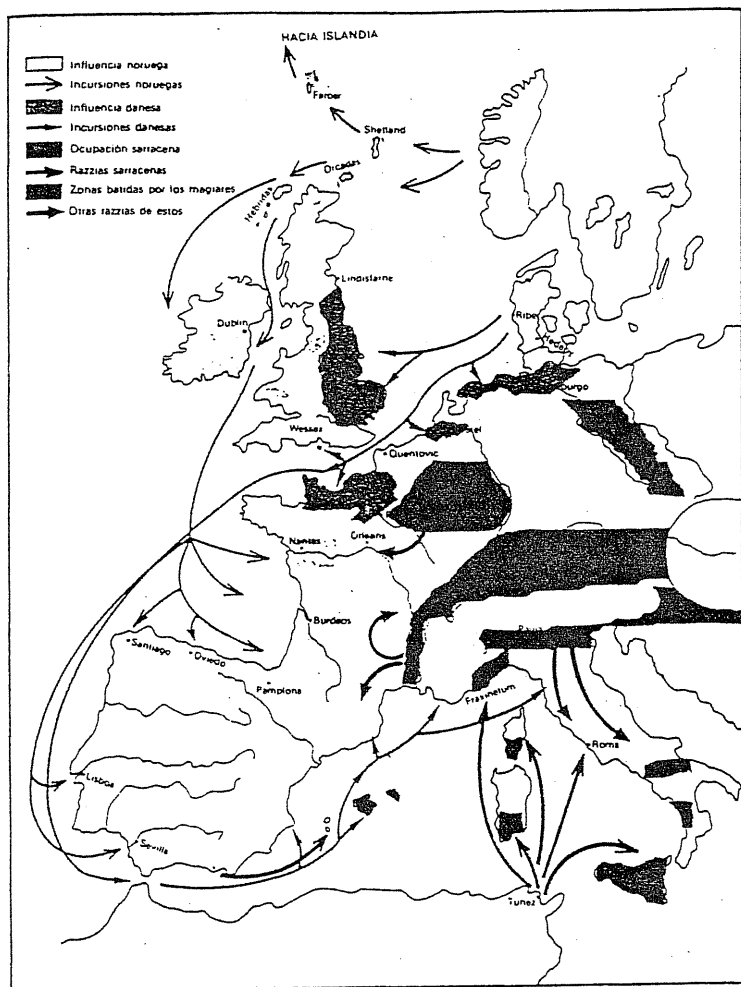 HACIA ISLANDIA
Influencia noruega
Incursiones noruegas
Influencia danesa
Incursiones danesas
Ocupación sarracena
Razzias sarracenas
Zonas batidas por los magiares
Otras razzias de estos
Faroer
Shetland
Orcadas
Hébridas
Lindisfarne
Dublin
Ribe
burgo
Wessex
Quentovic
Nantes
Orleans
Burdeos
Santiago
Oviedo
Pamplona
Fraxinetum
Roma
Lisboa
Sevilla
Tunez